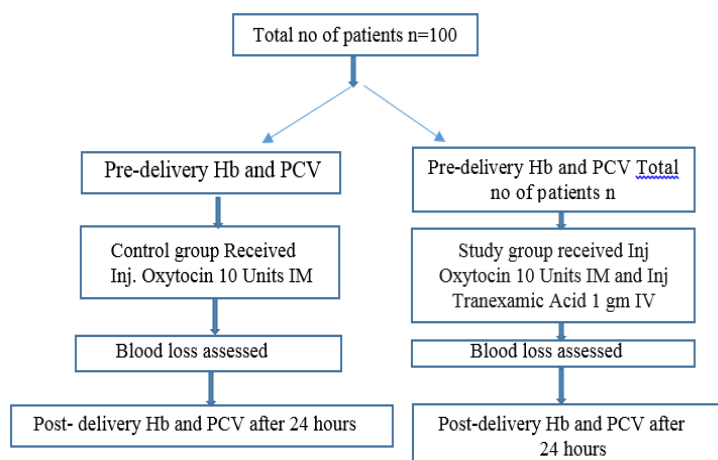 Total no of patients n=100
Pre-delivery Hb and PCV
Pre-delivery Hb and PCV Total
no of patients n
Control group Received
Inj. Oxytocin 10 Units IM
Study group received Inj
Oxytocin 10 Units IM and Inj
Tranexamic Acid 1 gm IV
Blood loss assessed
Blood loss assessed
Post- delivery Hb and PCV after 24 hours
Post-delivery Hb and PCV after
24 hours